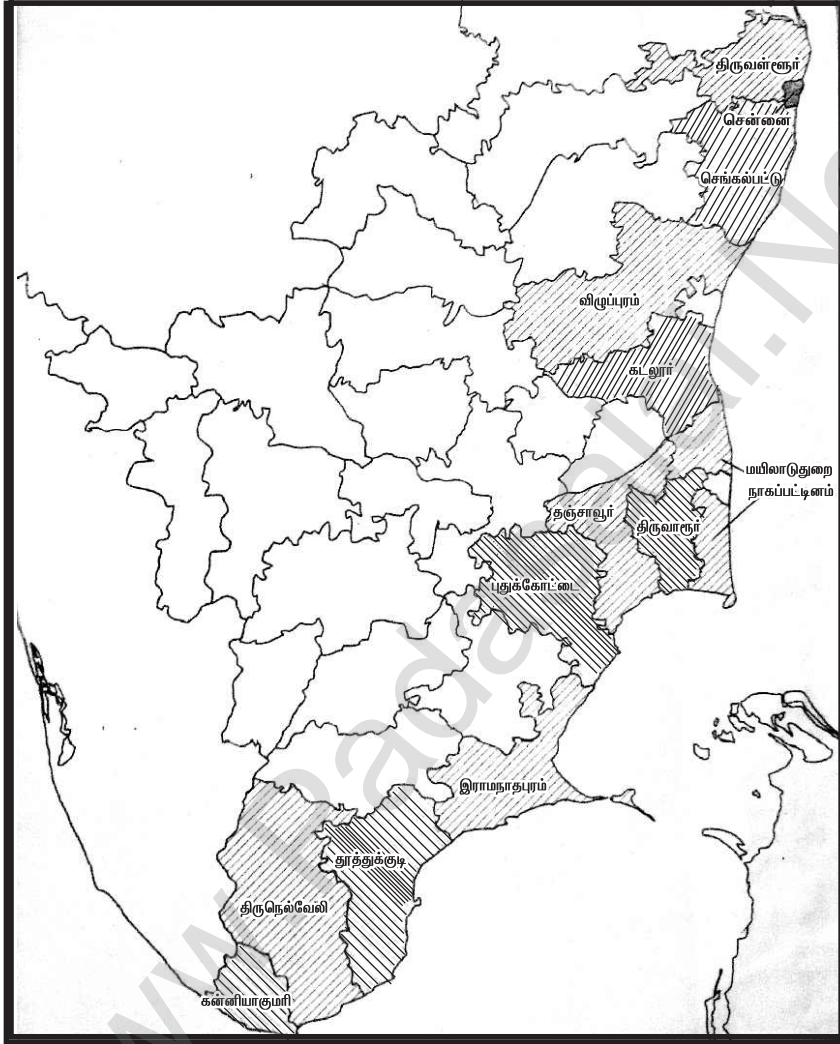 திருவள்ளூர்
சென்னை
செங்கல்பட்டு
விழுப்புரம்
கடலூர்
மயிலாடுதுறை
நாகப்பட்டினம்
தஞ்சாவூர்
திருவாரூர்
புதுக்கோட்டை
இராமநாதபுரம்
தூத்துக்குடி
திருநெல்வேலி
கன்னியாகுமரி